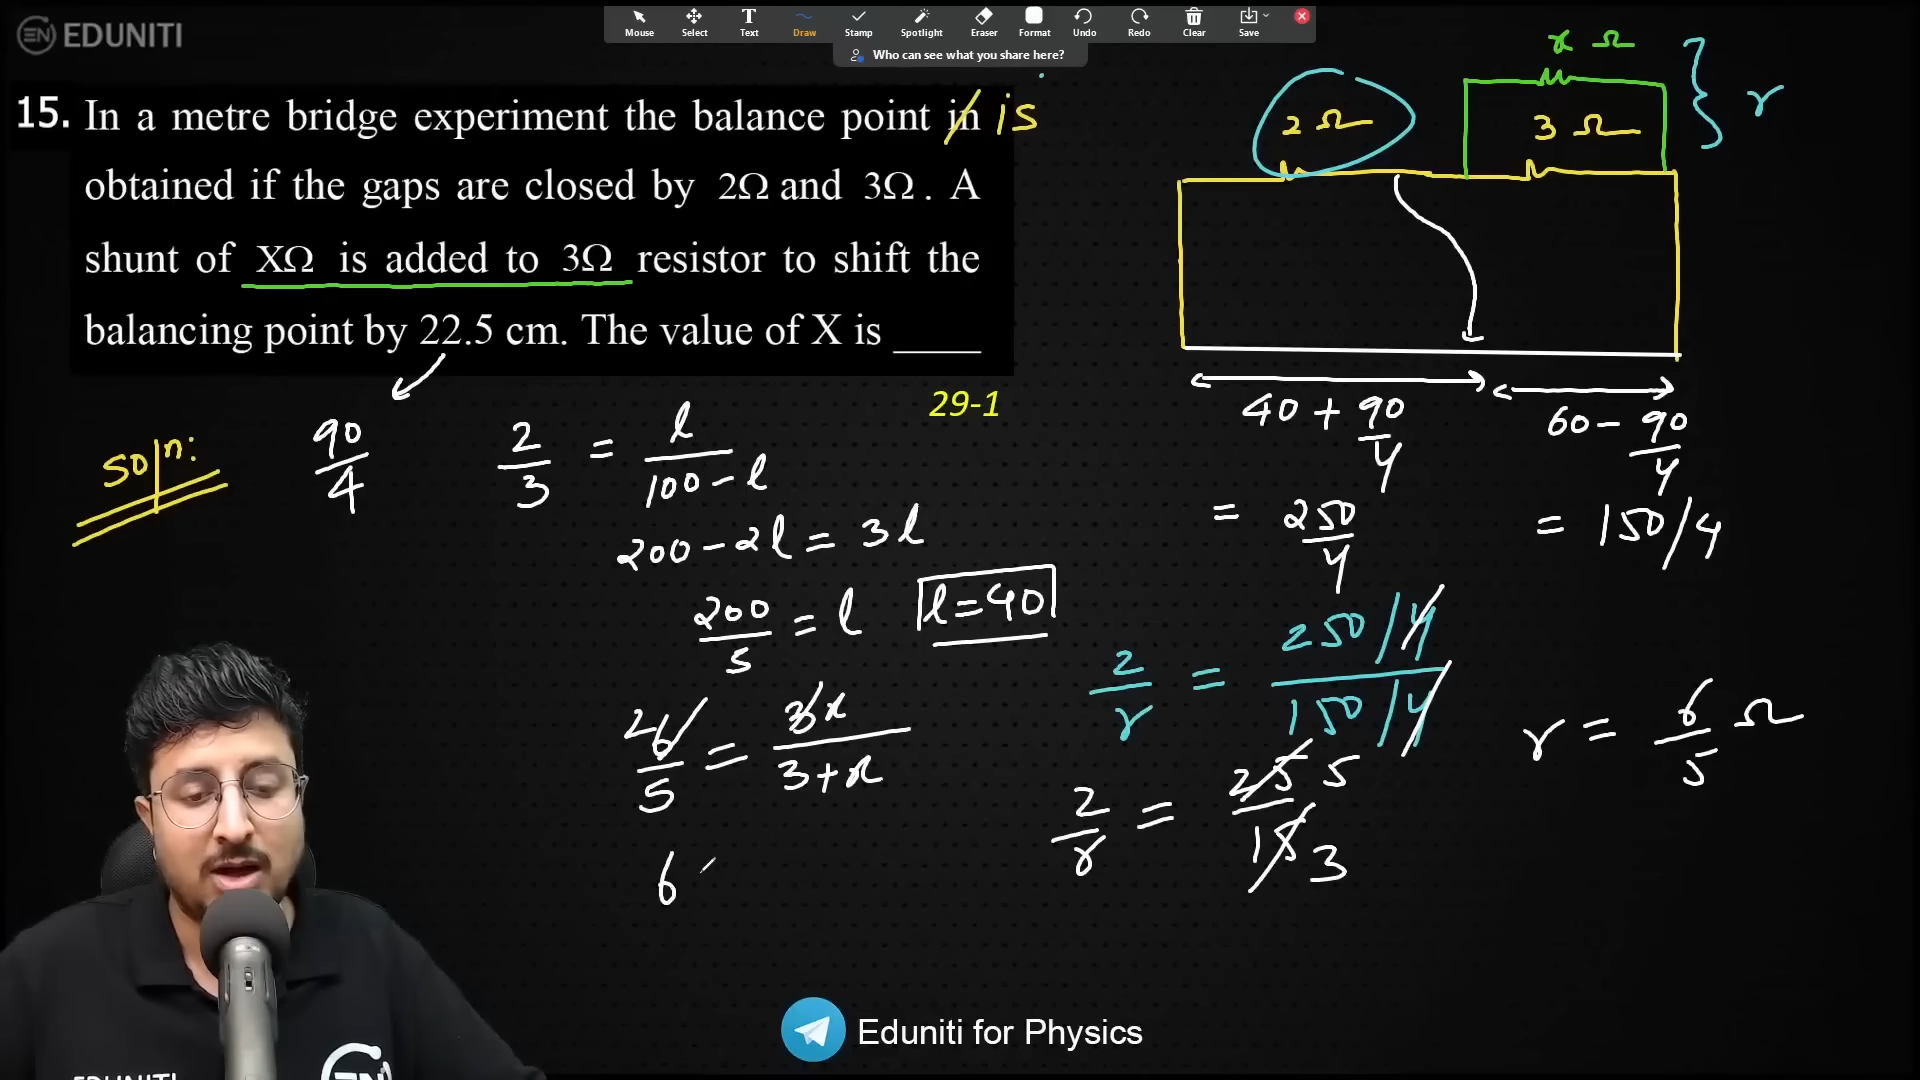 EDUNITI
Mouse Select Text Draw Stamp Spotlight Eraser Format Undo Redo Clear Save
Who can see what you share here?
15. In a metre bridge experiment the balance point in is
obtained if the gaps are closed by 2Ω and 3Ω. A
shunt of XΩ is added to 3Ω resistor to shift the
balancing point by 22.5 cm. The value of X is _____
29-1
x Ω
2 Ω 3 Ω } r
40 + 90/4 60 - 90/4
= 250/4 = 150/4
Soln:
90/4
2/3 = l/(100 - l)
200 - 2l = 3l
200/5 = l l = 40
2/r = (250/4)/(150/4)
2/r = 25/15 5/3
r = 6/5 Ω
2 6/5 = 3x/(3+x)
6
Eduniti for Physics
EDUNITI
EN